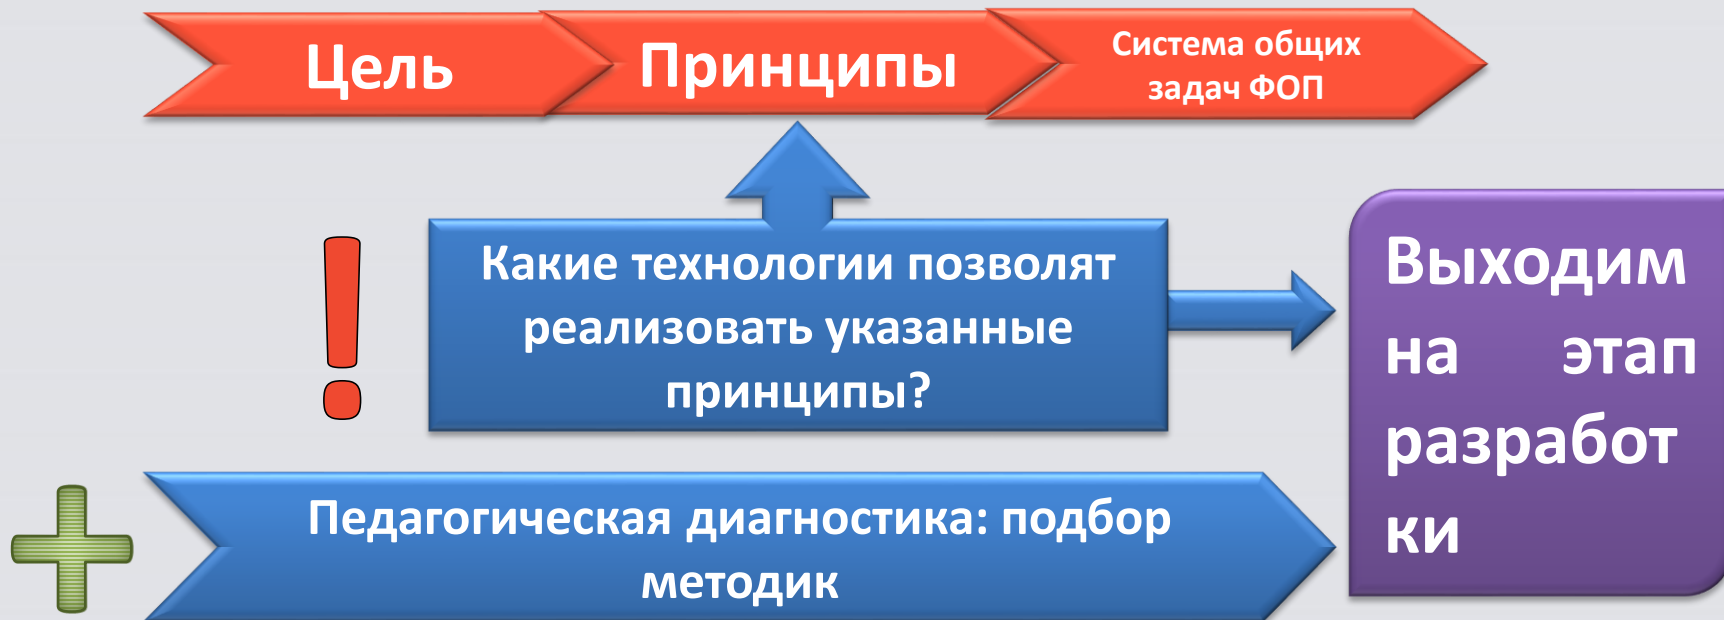 Цель
Принципы
Система общих
задач ФОП
!
Какие технологии позволят
реализовать указанные
принципы?
Выходим
на этап
разработ
ки
Педагогическая диагностика: подбор
методик